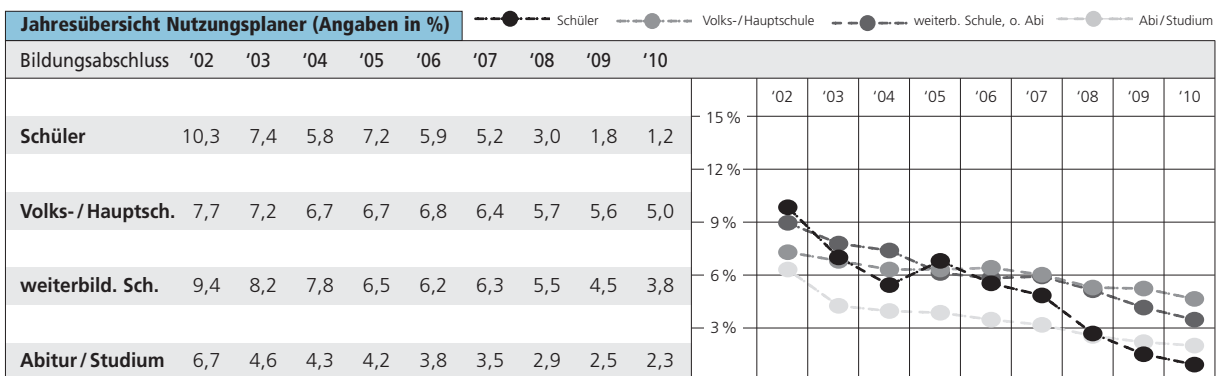 Jahresübersicht Nutzungsplaner (Angaben in %)
Schüler Volks-/Hauptschule weiterb. Schule, o. Abi Abi/Studium
Bildungsabschluss ‘02 ‘03 ‘04 ‘05 ‘06 ‘07 ‘08 ‘09 ‘10
‘02 ‘03 ‘04 ‘05 ‘06 ‘07 ‘08 ‘09 ‘10
15 %
Schüler 10,3 7,4 5,8 7,2 5,9 5,2 3,0 1,8 1,2
12 %
Volks-/Hauptsch. 7,7 7,2 6,7 6,7 6,8 6,4 5,7 5,6 5,0
9 %
6 %
weiterbild. Sch. 9,4 8,2 7,8 6,5 6,2 6,3 5,5 4,5 3,8
3 %
Abitur/Studium 6,7 4,6 4,3 4,2 3,8 3,5 2,9 2,5 2,3